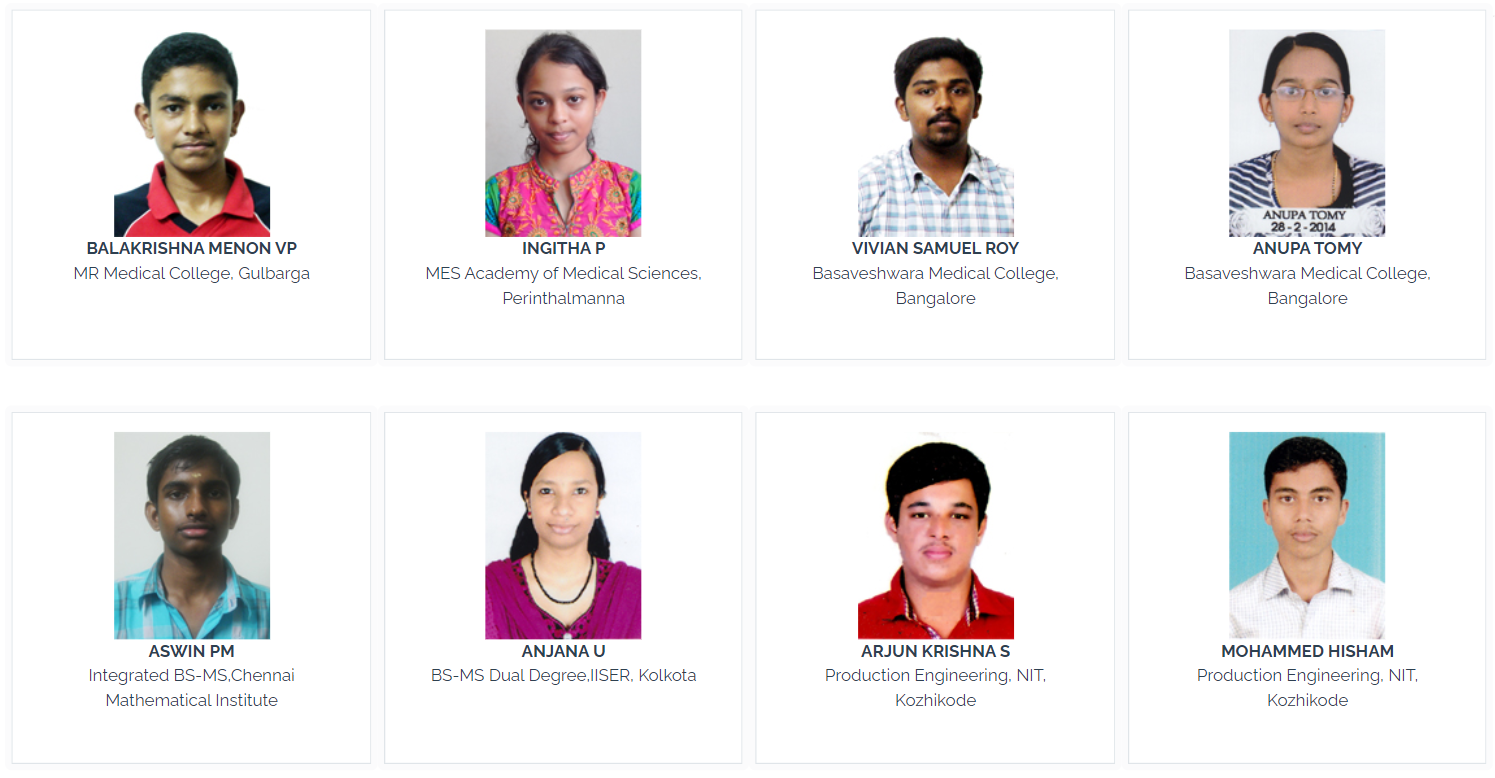 ANUPA TOMY
28 - 2 - 2014
BALAKRISHNA MENON VP
MR Medical College, Gulbarga
INGITHA P
MES Academy of Medical Sciences,
Perinthalmanna
VIVIAN SAMUEL ROY
Basaveshwara Medical College,
Bangalore
ANUPA TOMY
Basaveshwara Medical College,
Bangalore
ASWIN PM
Integrated BS-MS,Chennai
Mathematical Institute
ANJANA U
BS-MS Dual Degree,IISER, Kolkota
ARJUN KRISHNA S
Production Engineering, NIT,
Kozhikode
MOHAMMED HISHAM
Production Engineering, NIT,
Kozhikode